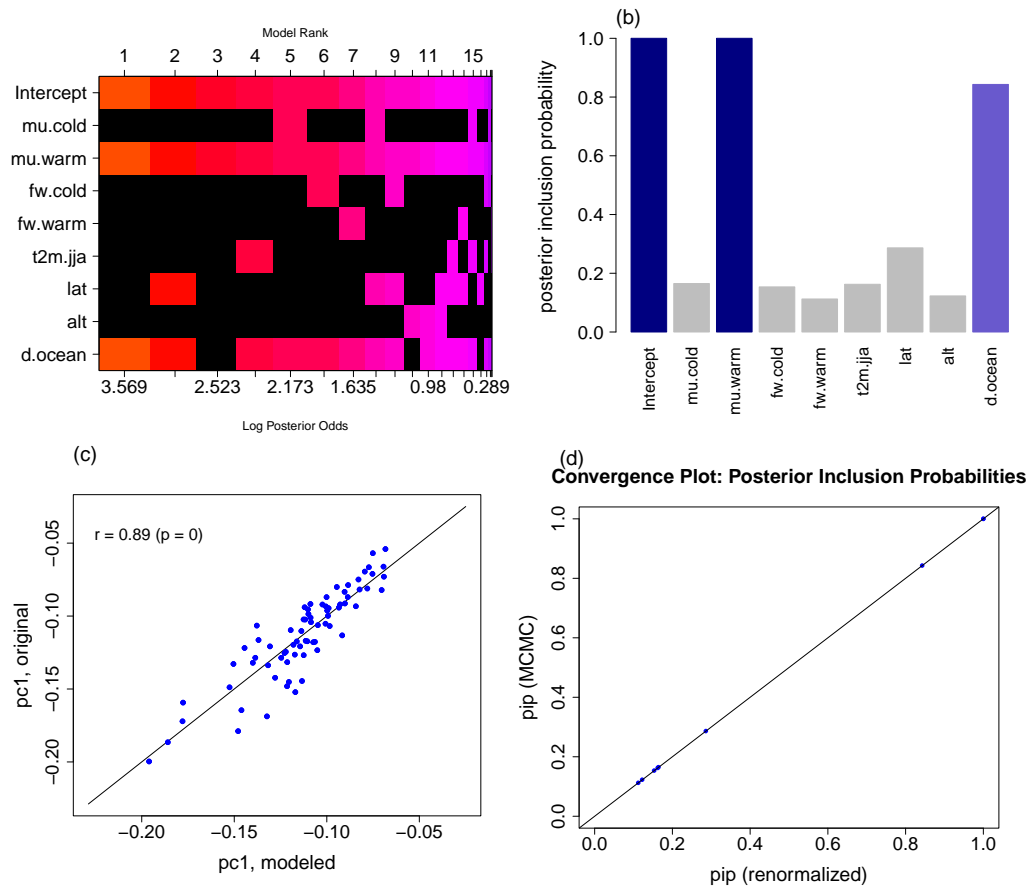 Model Rank
1 2 3 4 5 6 7 9 11 15
Intercept
mu.cold
mu.warm
fw.cold
fw.warm
t2m.jja
lat
alt
d.ocean
3.569 2.523 2.173 1.635 0.98 0.289
Log Posterior Odds
(b)
posterior inclusion probability
1.0
0.8
0.6
0.4
0.2
0.0
Intercept
mu.cold
mu.warm
fw.cold
fw.warm
t2m.jja
lat
alt
d.ocean
(c)
r = 0.89 (p = 0)
pc1, original
−0.05
−0.10
−0.15
−0.20
−0.20 −0.15 −0.10 −0.05
pc1, modeled
(d)
Convergence Plot: Posterior Inclusion Probabilities
pip (MCMC)
1.0
0.8
0.6
0.4
0.2
0.0
0.0 0.2 0.4 0.6 0.8 1.0
pip (renormalized)